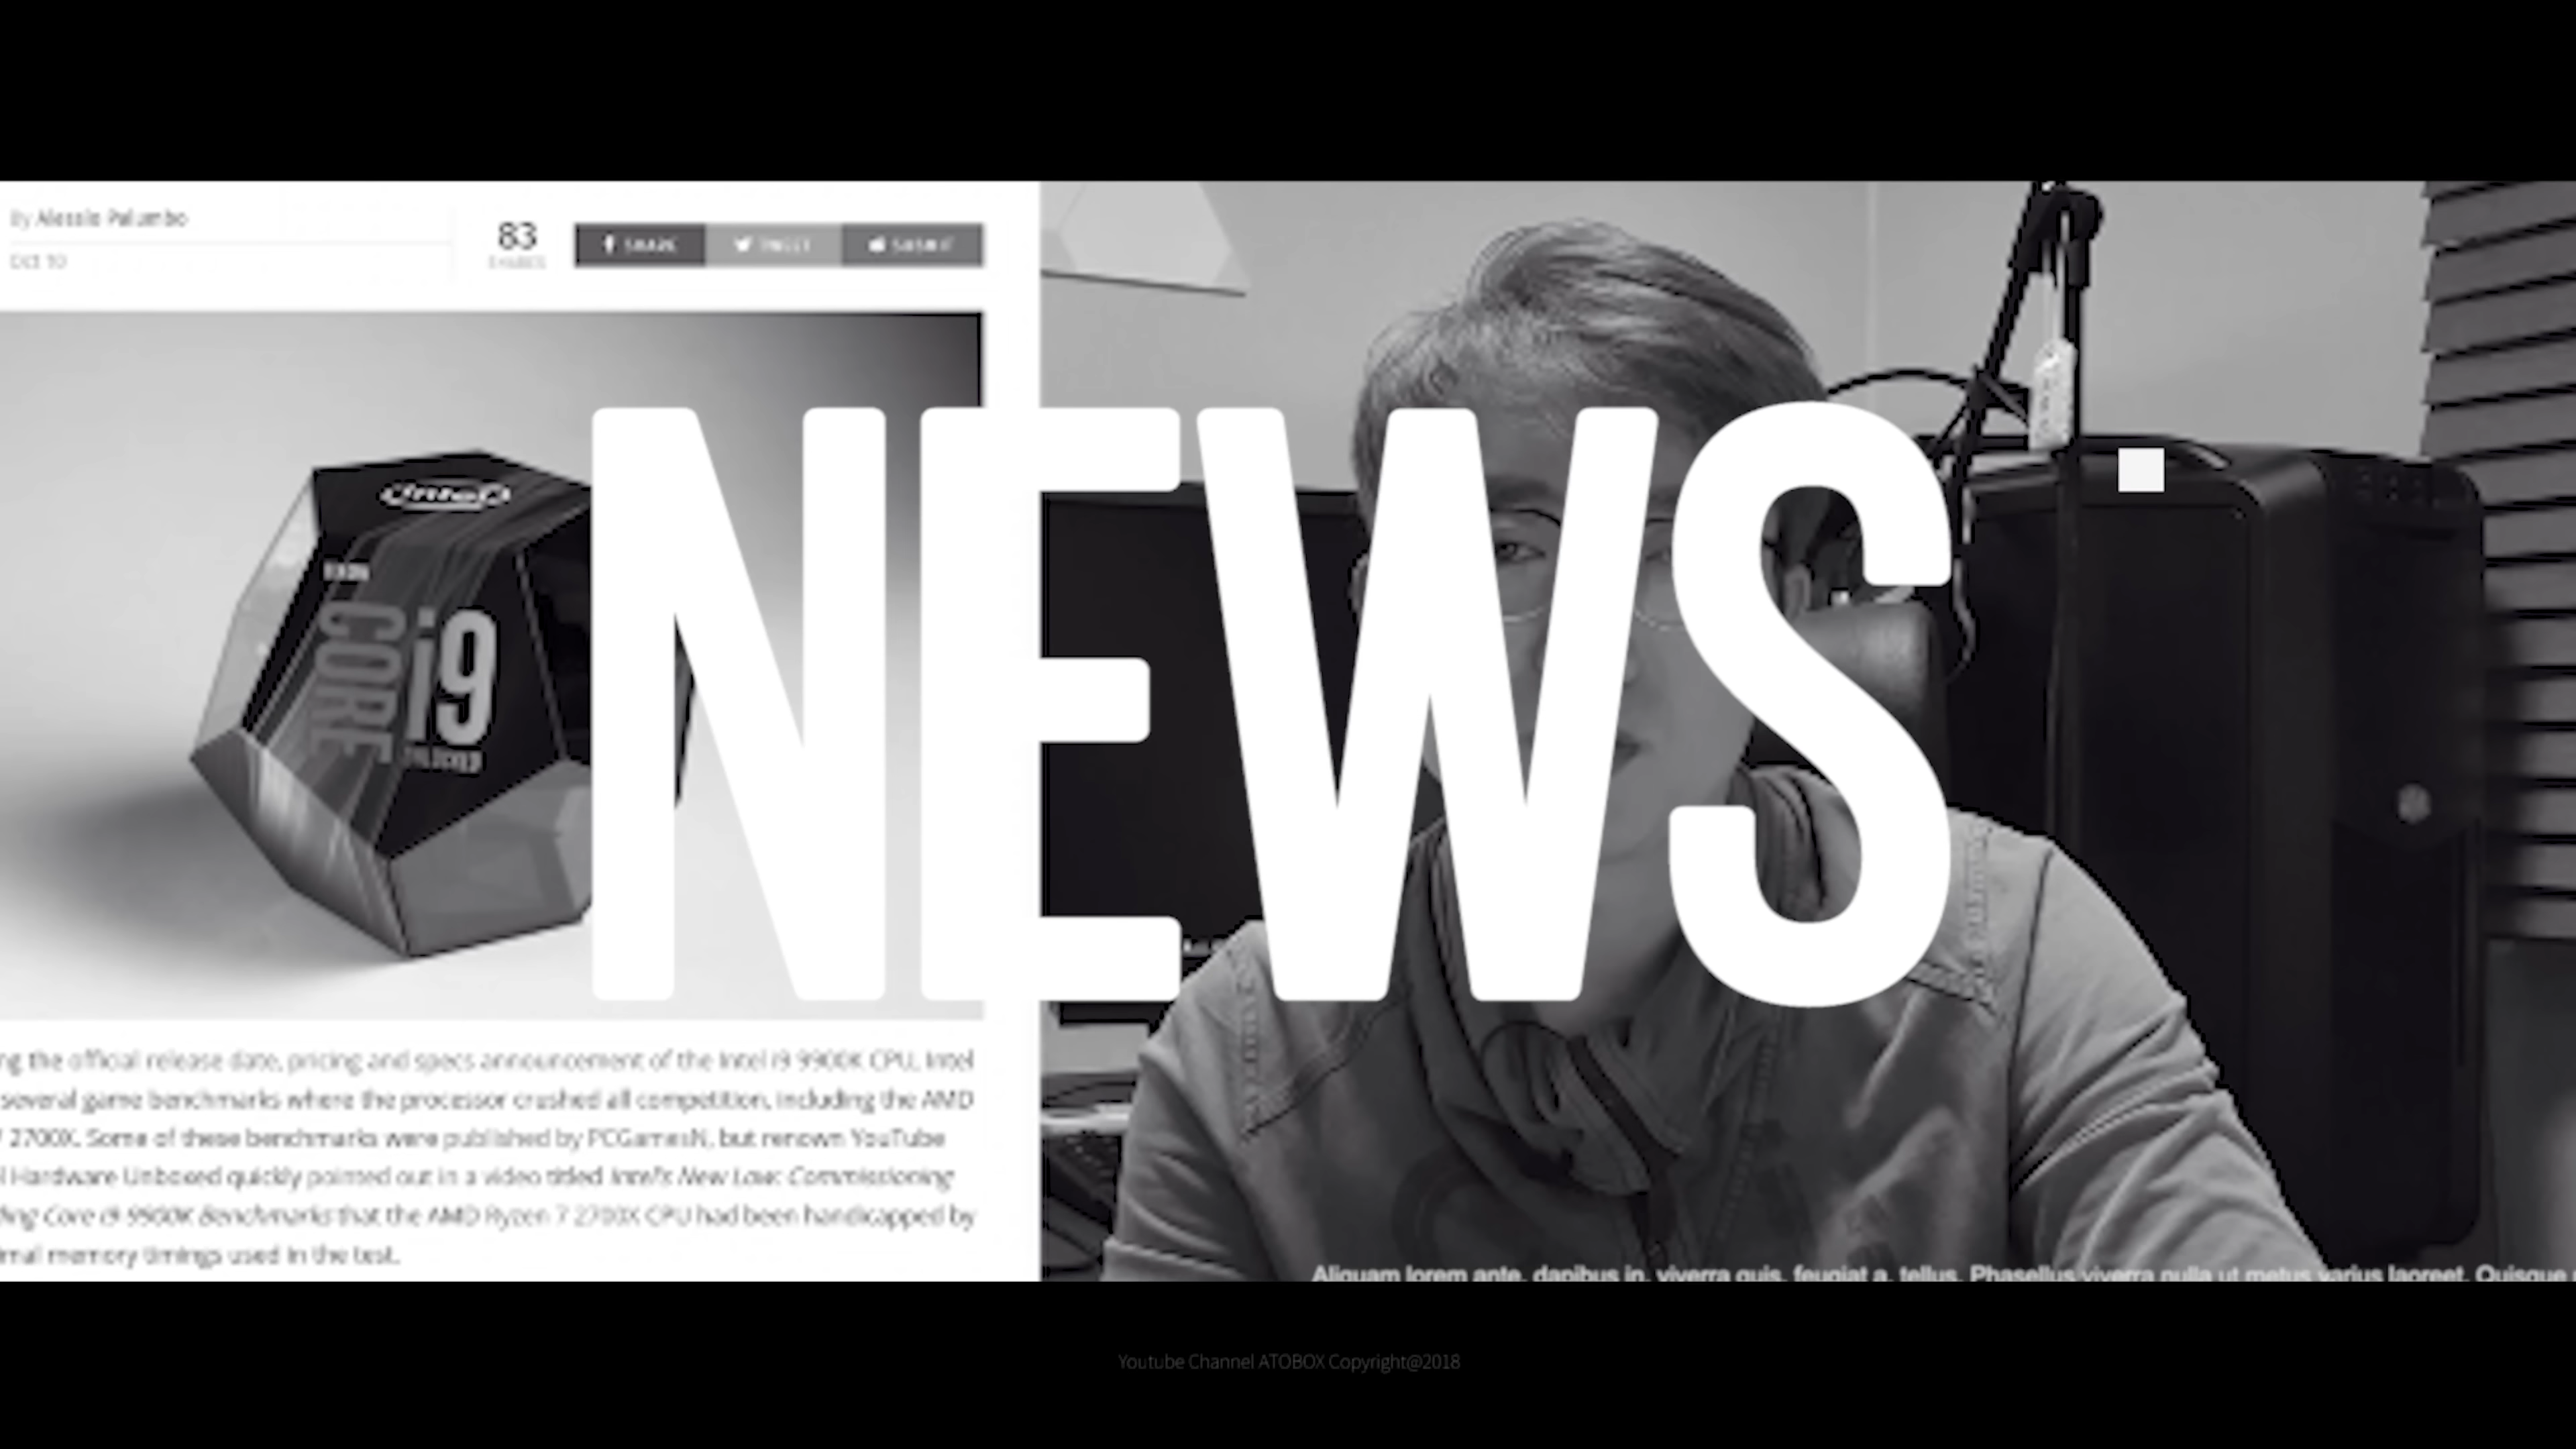 By Alessio Palumbo
Oct 10
83
SHARES
SHARE
TWEET
SUBMIT
intel
CORE
i9
UNLOCKED
NEWS
ng the official release date, pricing and specs announcement of the Intel i9 9900K CPU, Intel
several game benchmarks where the processor crushed all competition, including the AMD
7 2700X. Some of these benchmarks were published by PCGamesN, but renown YouTube
l Hardware Unboxed quickly pointed out in a video titled Intel's New Low: Commissioning
ding Core i9 9900K Benchmarks that the AMD Ryzen 7 2700X CPU had been handicapped by
imal memory timings used in the test.
Aliquam lorem ante, dapibus in, viverra quis, feugiat a, tellus. Phasellus viverra nulla ut metus varius laoreet. Quisque
Youtube Channel ATOBOX Copyright@2018